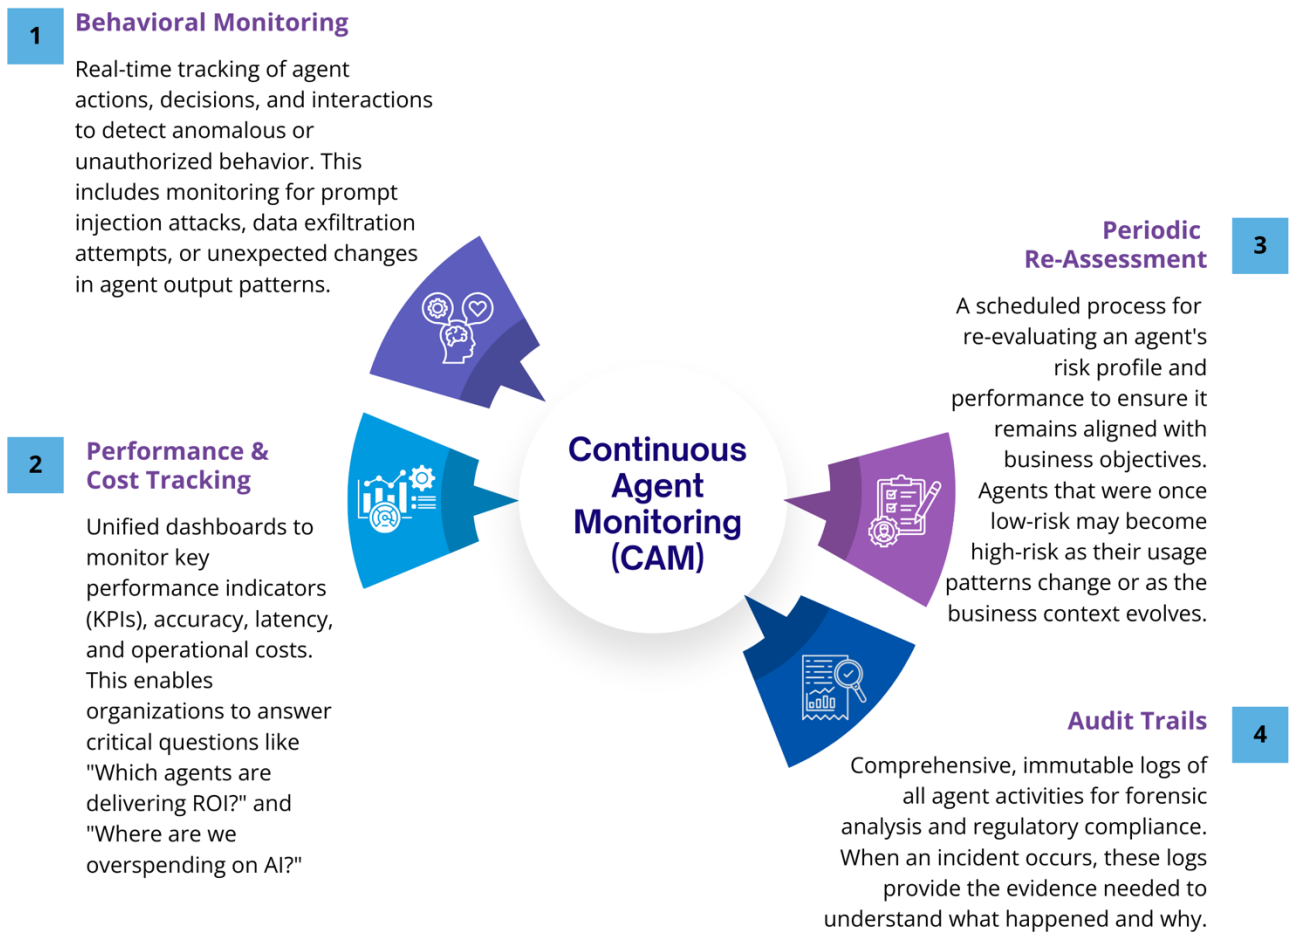 1
Behavioral Monitoring
Real-time tracking of agent
actions, decisions, and interactions
to detect anomalous or
unauthorized behavior. This
includes monitoring for prompt
injection attacks, data exfiltration
attempts, or unexpected changes
in agent output patterns.
2
Performance &
Cost Tracking
Unified dashboards to
monitor key
performance indicators
(KPIs), accuracy, latency,
and operational costs.
This enables
organizations to answer
critical questions like
"Which agents are
delivering ROI?" and
"Where are we
overspending on AI?"
Continuous
Agent
Monitoring
(CAM)
Periodic
Re-Assessment
3
A scheduled process for
re-evaluating an agent's
risk profile and
performance to ensure it
remains aligned with
business objectives.
Agents that were once
low-risk may become
high-risk as their usage
patterns change or as the
business context evolves.
Audit Trails
4
Comprehensive, immutable logs of
all agent activities for forensic
analysis and regulatory compliance.
When an incident occurs, these logs
provide the evidence needed to
understand what happened and why.